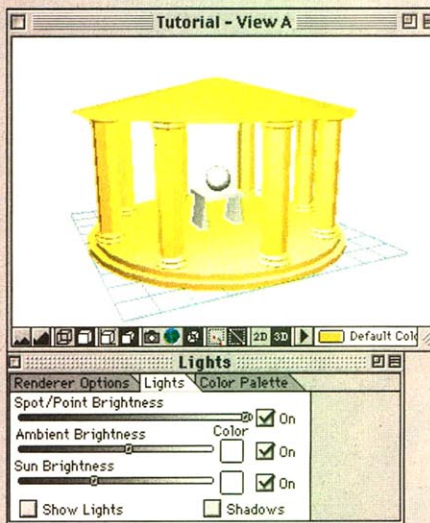 Tutorial - View A
2D 3D Default Colo
Lights
Renderer Options Lights Color Palette
Spot/Point Brightness
On
Ambient Brightness Color
On
Sun Brightness
On
Show Lights Shadows